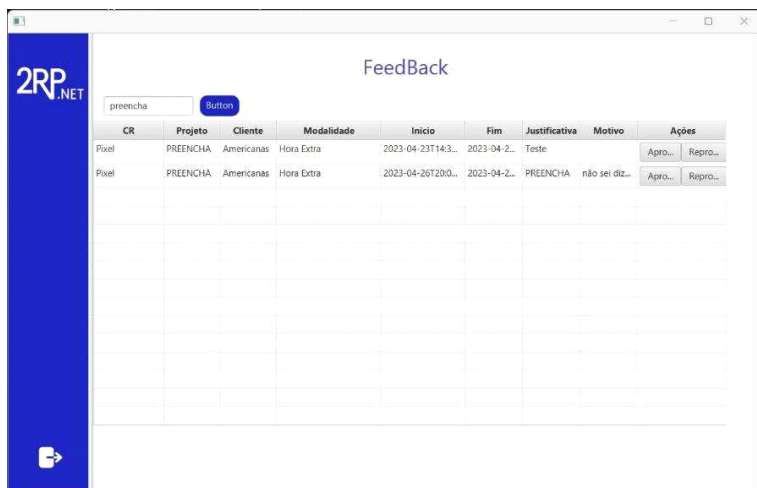 FeedBack
2RP.NET
preencha
Button
CR Projeto Cliente Modalidade Inicio Fim Justificativa Motivo Ações
Pixel PREENCHA Americanas Hora Extra 2023-04-23T14:3... 2023-04-2... Teste Apro... Repro...
Pixel PREENCHA Americanas Hora Extra 2023-04-26T20:0... 2023-04-2... PREENCHA não sei diz... Apro... Repro...